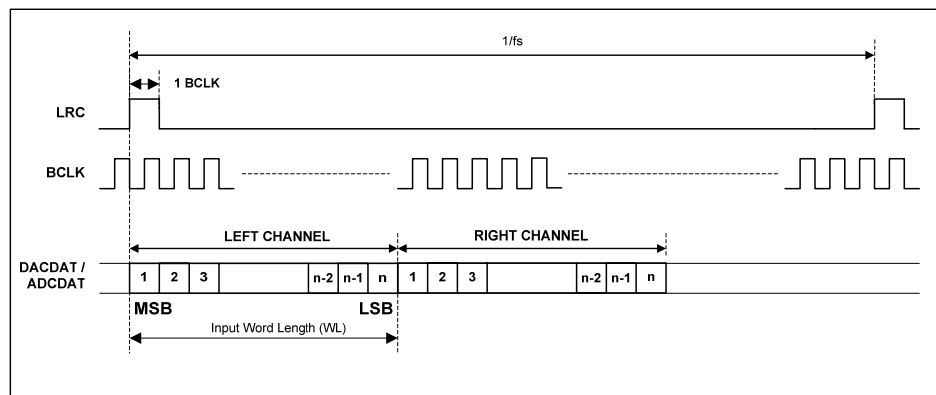 1/fs
1 BCLK
LRC
BCLK
LEFT CHANNEL
RIGHT CHANNEL
DACDAT /
ADCDAT
1 2 3 n-2 n-1 n 1 2 3 n-2 n-1 n
MSB LSB
Input Word Length (WL)